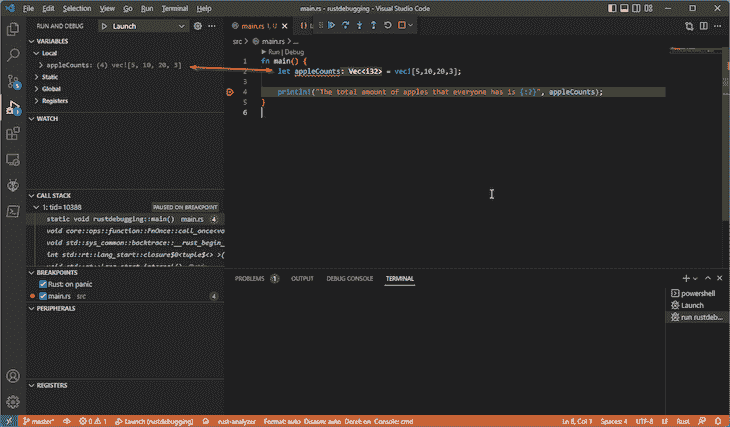 File Edit Selection View Go Run Terminal Help
main.rs - rustdebugging - Visual Studio Code
RUN AND DEBUG
Launch
VARIABLES
Local
appleCounts: (4) vec![5, 10, 20, 3]
Static
Global
Registers
WATCH
CALL STACK
1: tid=10388 PAUSED ON BREAKPOINT
static void rustdebugging::main() main.rs 4
void core::ops::function::FnOnce::call_once<vo
void std::sys_common::backtrace::__rust_begin_
int std::rt::lang_start::closure$0<tuple$<> >(
BREAKPOINTS
Rust: on panic
main.rs src 4
PERIPHERALS
REGISTERS
main.rs 1, U
src > main.rs > ...
Run | Debug
1 fn main() {
2 let appleCounts: Vec<i32> = vec![5,10,20,3];
3
4 println!("The total amount of apples that everyone has is {:?}", appleCounts);
5 }
6
PROBLEMS 1 OUTPUT DEBUG CONSOLE TERMINAL
powershell
Launch
run rustdeb...
master* 0 1 Launch (rustdebugging) rust-analyzer Format: auto Disasm: auto Deref: on Console: cmd
Spaces: 4 UTF-8 LF Rust